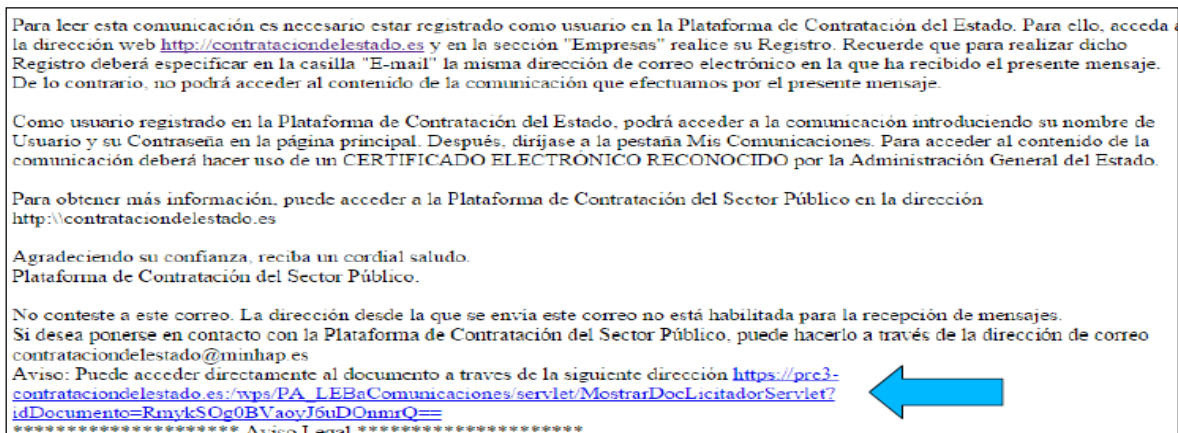 Para leer esta comunicación es necesario estar registrado como usuario en la Plataforma de Contratación del Estado. Para ello, acceda a
la dirección web http://contrataciondelestado.es y en la sección "Empresas" realice su Registro. Recuerde que para realizar dicho
Registro deberá especificar en la casilla "E-mail" la misma dirección de correo electrónico en la que ha recibido el presente mensaje.
De lo contrario, no podrá acceder al contenido de la comunicación que efectuamos por el presente mensaje.
Como usuario registrado en la Plataforma de Contratación del Estado, podrá acceder a la comunicación introduciendo su nombre de
Usuario y su Contraseña en la página principal. Después, diríjase a la pestaña Mis Comunicaciones. Para acceder al contenido de la
comunicación deberá hacer uso de un CERTIFICADO ELECTRÓNICO RECONOCIDO por la Administración General del Estado.
Para obtener más información, puede acceder a la Plataforma de Contratación del Sector Público en la dirección
http:\\contrataciondelestado.es
Agradeciendo su confianza, reciba un cordial saludo.
Plataforma de Contratación del Sector Público.
No conteste a este correo. La dirección desde la que se envia este correo no está habilitada para la recepción de mensajes.
Si desea ponerse en contacto con la Plataforma de Contratación del Sector Público, puede hacerlo a través de la dirección de correo
contrataciondelestado@minhap.es
Aviso: Puede acceder directamente al documento a traves de la siguiente dirección https://pre3-
contrataciondelestado.es:/wps/PA_LEBaComunicaciones/servlet/MostrarDocLicitadorServlet?
idDocumento=RmykSOg0BVaoyJ6uDOnmrQ==
********************* Aviso Legal *********************